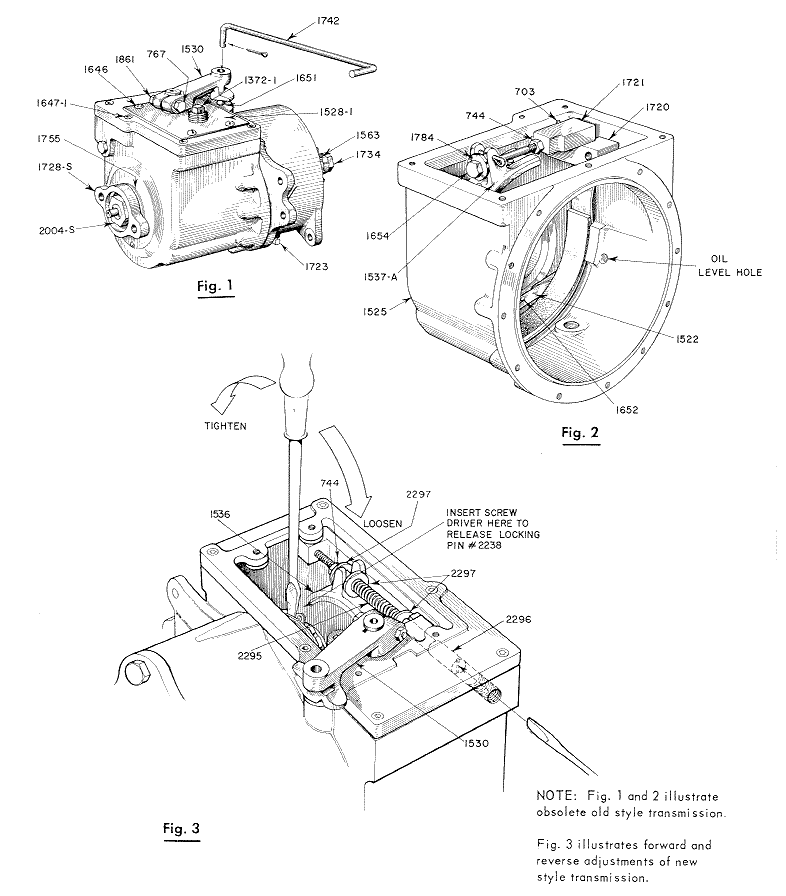 1742
1530
767
1861
1646
1372-1
1651
1647-1
1528-1
1755
1563
1734
1728-S
2004-S
1723
Fig. 1
1721
703
1720
744
1784
1654
1537-A
OIL
LEVEL HOLE
1525
1522
1652
Fig. 2
TIGHTEN
744
2297
1536
LOOSEN
INSERT SCREW
DRIVER HERE TO
RELEASE LOCKING
PIN #2238
2297
2296
2295
1530
Fig. 3
NOTE: Fig. 1 and 2 illustrate
obsolete old style transmission.
Fig. 3 illustrates forward and
reverse adjustments of new
style transmission.